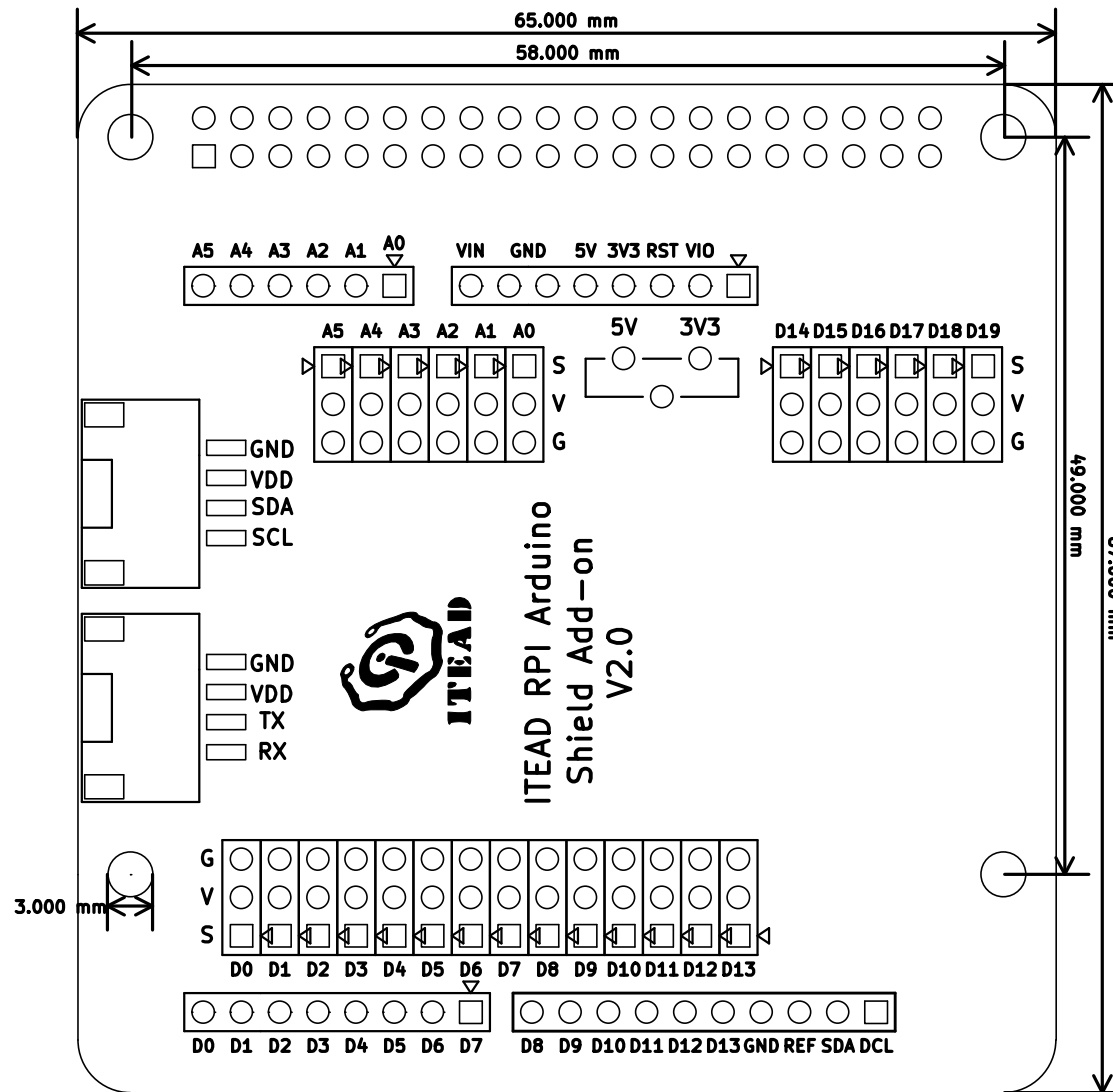 65.000 mm
58.000 mm
A5 A4 A3 A2 A1 A0
VIN GND 5V 3V3 RST VIO
A5 A4 A3 A2 A1 A0
5V 3V3
D14 D15 D16 D17 D18 D19
S
V
G
S
V
G
49.000 mm
GND
VDD
SDA
SCL
GND
VDD
TX
RX
ITEAD
ITEAD RPI Arduino
Shield Add-on
V2.0
3.000 mm
G
V
S
D0 D1 D2 D3 D4 D5 D6 D7 D8 D9 D10 D11 D12 D13
D0 D1 D2 D3 D4 D5 D6 D7
D8 D9 D10 D11 D12 D13 GND REF SDA DCL